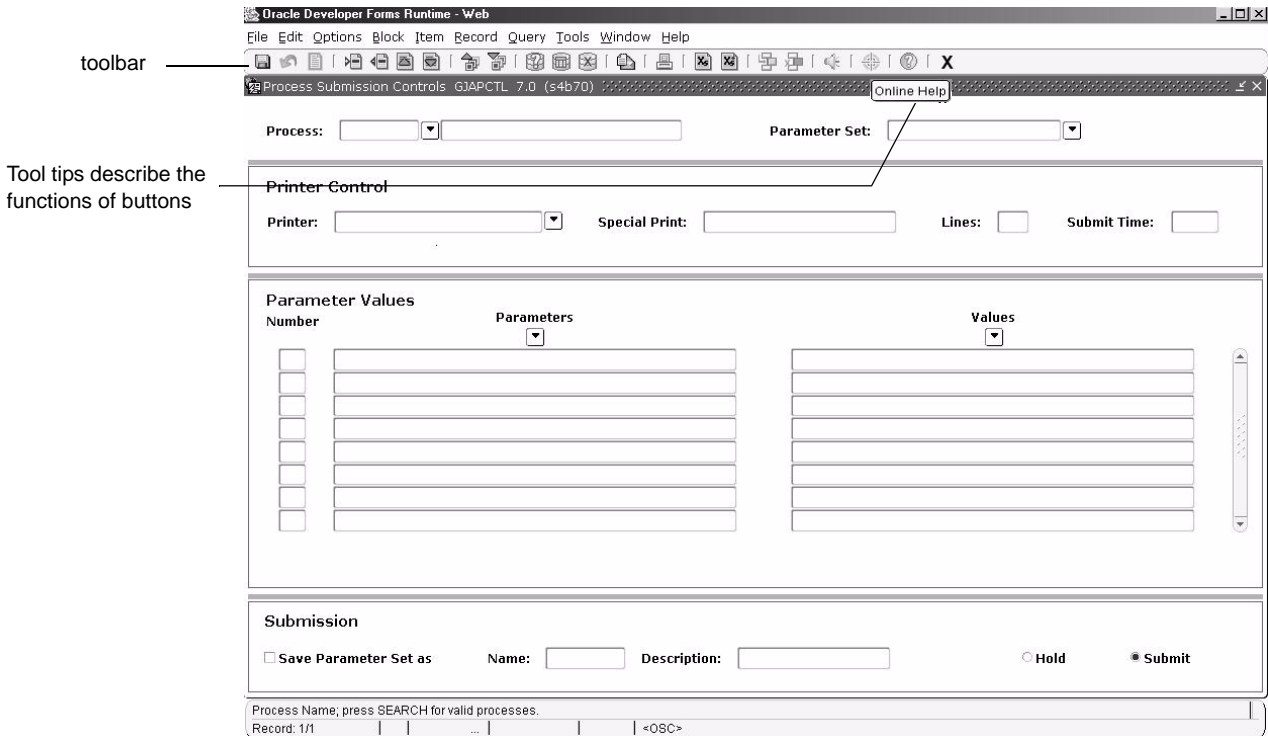 Oracle Developer Forms Runtime - Web
File Edit Options Block Item Record Query Tools Window Help
toolbar
X
Process Submission Controls GJAPCTL 7.0 (s4b70)
Online Help
Process:
Parameter Set:
Tool tips describe the
functions of buttons
Printer Control
Printer:
Special Print:
Lines:
Submit Time:
Parameter Values
Number
Parameters
Values
Submission
Save Parameter Set as
Name:
Description:
Hold
Submit
Process Name; press SEARCH for valid processes.
Record: 1/1
...
<OSC>